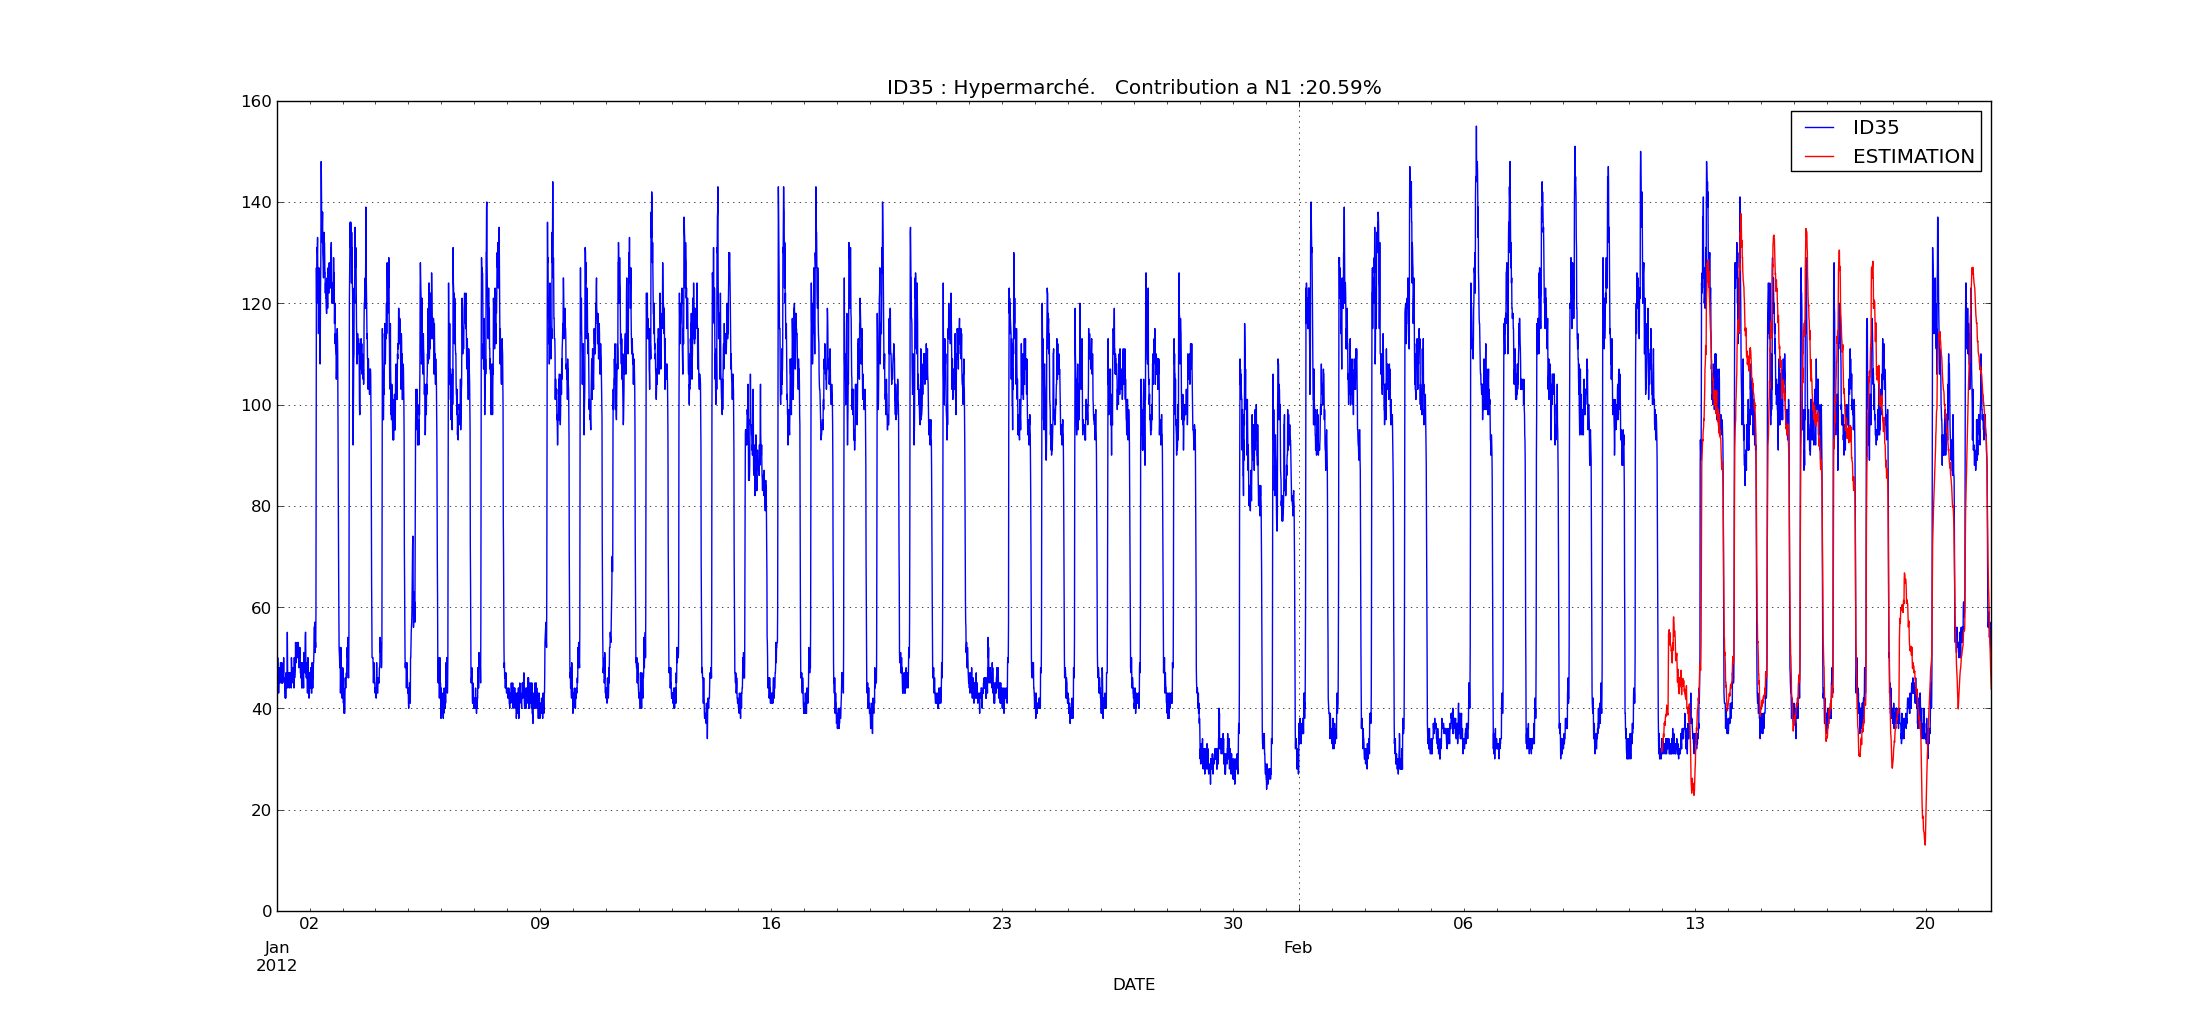 ID35 : Hypermarché.   Contribution a N1 :20.59%
160
140
120
100
80
60
40
20
0
ID35
ESTIMATION
02 09 16 23 30 06 13 20
Jan Feb
2012
DATE